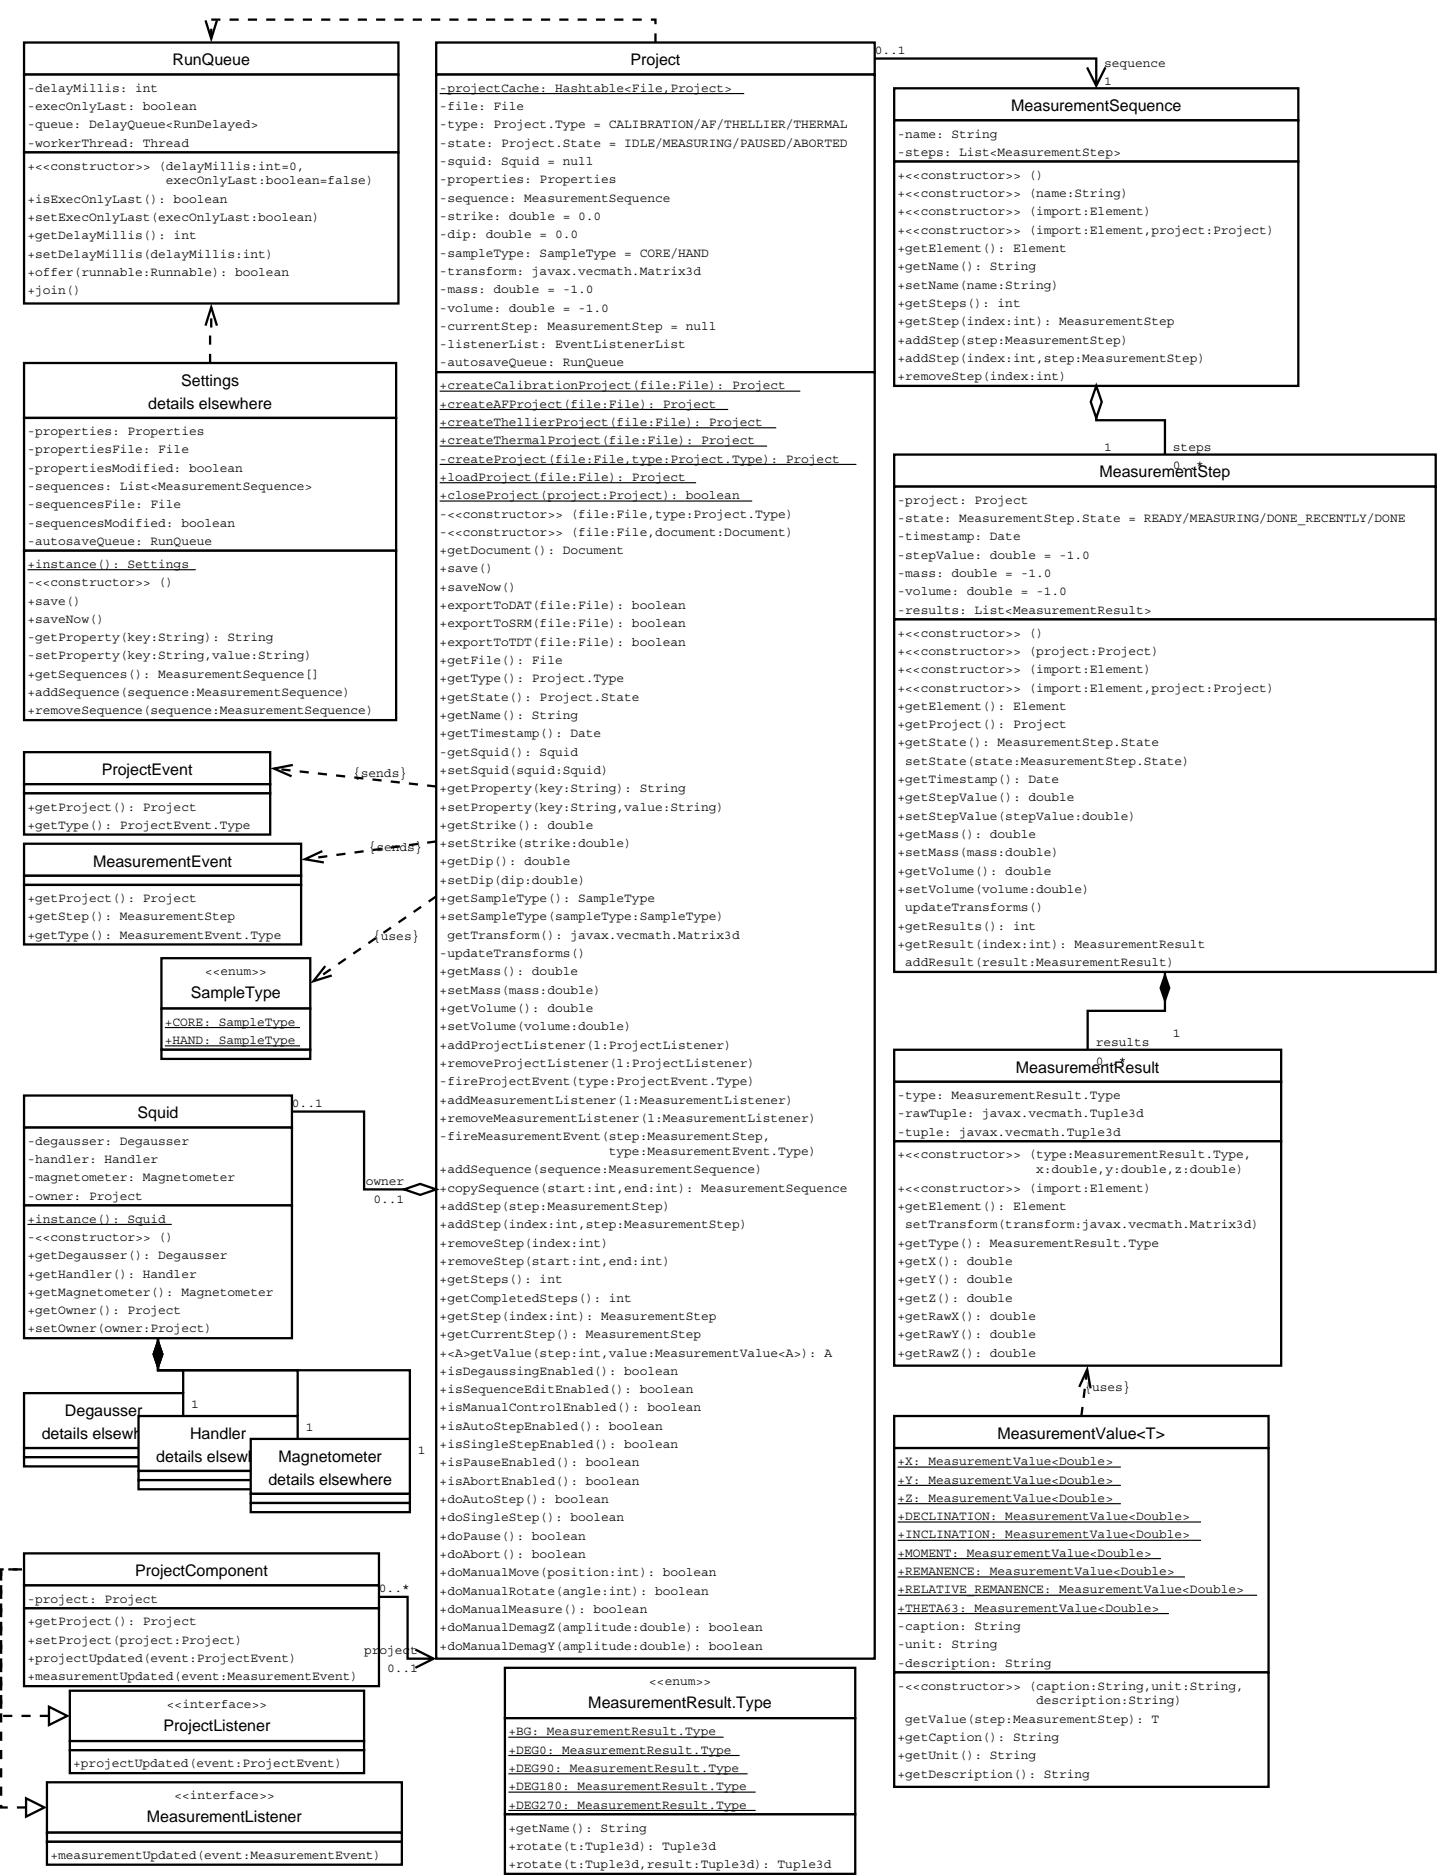 RunQueue
-delayMillis: int
-execOnlyLast: boolean
-queue: DelayQueue<RunDelayed>
-workerThread: Thread
+<<constructor>> (delayMillis:int=0,
execOnlyLast:boolean=false)
+isExecOnlyLast(): boolean
+setExecOnlyLast(execOnlyLast:boolean)
+getDelayMillis(): int
+setDelayMillis(delayMillis:int)
+offer(runnable:Runnable): boolean
+join()
Settings
details elsewhere
-properties: Properties
-propertiesFile: File
-propertiesModified: boolean
-sequences: List<MeasurementSequence>
-sequencesFile: File
-sequencesModified: boolean
-autosaveQueue: RunQueue
+instance(): Settings
-<<constructor>> ()
+save()
+saveNow()
-getProperty(key:String): String
-setProperty(key:String,value:String)
+getSequences(): MeasurementSequence[]
+addSequence(sequence:MeasurementSequence)
+removeSequence(sequence:MeasurementSequence)
ProjectEvent
+getProject(): Project
+getType(): ProjectEvent.Type
{sends}
MeasurementEvent
+getProject(): Project
+getStep(): MeasurementStep
+getType(): MeasurementEvent.Type
{sends}
{uses}
<<enum>>
SampleType
+CORE: SampleType
+HAND: SampleType
Squid
-degausser: Degausser
-handler: Handler
-magnetometer: Magnetometer
-owner: Project
+instance(): Squid
-<<constructor>> ()
+getDegausser(): Degausser
+getHandler(): Handler
+getMagnetometer(): Magnetometer
+getOwner(): Project
+setOwner(owner:Project)
0..1
owner
0..1
Degausser
details elsewh
1
Handler
details elsewh
1
Magnetometer
details elsewhere
1
ProjectComponent
-project: Project
+getProject(): Project
+setProject(project:Project)
+projectUpdated(event:ProjectEvent)
+measurementUpdated(event:MeasurementEvent)
0..*
project
0..1
<<interface>>
ProjectListener
+projectUpdated(event:ProjectEvent)
<<interface>>
MeasurementListener
+measurementUpdated(event:MeasurementEvent)
Project
-projectCache: Hashtable<File,Project>
-file: File
-type: Project.Type = CALIBRATION/AF/THELLIER/THERMAL
-state: Project.State = IDLE/MEASURING/PAUSED/ABORTED
-squid: Squid = null
-properties: Properties
-sequence: MeasurementSequence
-strike: double = 0.0
-dip: double = 0.0
-sampleType: SampleType = CORE/HAND
-transform: javax.vecmath.Matrix3d
-mass: double = -1.0
-volume: double = -1.0
-currentStep: MeasurementStep = null
-listenerList: EventListenerList
-autosaveQueue: RunQueue
+createCalibrationProject(file:File): Project
+createAFProject(file:File): Project
+createThellierProject(file:File): Project
+createThermalProject(file:File): Project
-createProject(file:File,type:Project.Type): Project
+loadProject(file:File): Project
+closeProject(project:Project): boolean
-<<constructor>> (file:File,type:Project.Type)
-<<constructor>> (file:File,document:Document)
+getDocument(): Document
+save()
+saveNow()
+exportToDAT(file:File): boolean
+exportToSRM(file:File): boolean
+exportToTDT(file:File): boolean
+getFile(): File
+getType(): Project.Type
+getState(): Project.State
+getName(): String
+getTimestamp(): Date
-getSquid(): Squid
+setSquid(squid:Squid)
+getProperty(key:String): String
+setProperty(key:String,value:String)
+getStrike(): double
+setStrike(strike:double)
+getDip(): double
+setDip(dip:double)
+getSampleType(): SampleType
+setSampleType(sampleType:SampleType)
getTransform(): javax.vecmath.Matrix3d
-updateTransforms()
+getMass(): double
+setMass(mass:double)
+getVolume(): double
+setVolume(volume:double)
+addProjectListener(l:ProjectListener)
+removeProjectListener(l:ProjectListener)
-fireProjectEvent(type:ProjectEvent.Type)
+addMeasurementListener(l:MeasurementListener)
+removeMeasurementListener(l:MeasurementListener)
-fireMeasurementEvent(step:MeasurementStep,
type:MeasurementEvent.Type)
+addSequence(sequence:MeasurementSequence)
+copySequence(start:int,end:int): MeasurementSequence
+addStep(step:MeasurementStep)
+addStep(index:int,step:MeasurementStep)
+removeStep(index:int)
+removeStep(start:int,end:int)
+getSteps(): int
+getCompletedSteps(): int
+getStep(index:int): MeasurementStep
+getCurrentStep(): MeasurementStep
+<A>getValue(step:int,value:MeasurementValue<A>): A
+isDegaussingEnabled(): boolean
+isSequenceEditEnabled(): boolean
+isManualControlEnabled(): boolean
+isAutoStepEnabled(): boolean
+isSingleStepEnabled(): boolean
+isPauseEnabled(): boolean
+isAbortEnabled(): boolean
+doAutoStep(): boolean
+doSingleStep(): boolean
+doPause(): boolean
+doAbort(): boolean
+doManualMove(position:int): boolean
+doManualRotate(angle:int): boolean
+doManualMeasure(): boolean
+doManualDemagZ(amplitude:double): boolean
+doManualDemagY(amplitude:double): boolean
<<enum>>
MeasurementResult.Type
+BG: MeasurementResult.Type
+DEG0: MeasurementResult.Type
+DEG90: MeasurementResult.Type
+DEG180: MeasurementResult.Type
+DEG270: MeasurementResult.Type
+getName(): String
+rotate(t:Tuple3d): Tuple3d
+rotate(t:Tuple3d,result:Tuple3d): Tuple3d
0..1
sequence
1
MeasurementSequence
-name: String
-steps: List<MeasurementStep>
+<<constructor>> ()
+<<constructor>> (name:String)
+<<constructor>> (import:Element)
+<<constructor>> (import:Element,project:Project)
+getElement(): Element
+getName(): String
+setName(name:String)
+getSteps(): int
+getStep(index:int): MeasurementStep
+addStep(step:MeasurementStep)
+addStep(index:int,step:MeasurementStep)
+removeStep(index:int)
1
steps
0..*
MeasurementStep
-project: Project
-state: MeasurementStep.State = READY/MEASURING/DONE_RECENTLY/DONE
-timestamp: Date
-stepValue: double = -1.0
-mass: double = -1.0
-volume: double = -1.0
-results: List<MeasurementResult>
+<<constructor>> ()
+<<constructor>> (project:Project)
+<<constructor>> (import:Element)
+<<constructor>> (import:Element,project:Project)
+getElement(): Element
+getProject(): Project
+getState(): MeasurementStep.State
setState(state:MeasurementStep.State)
+getTimestamp(): Date
+getStepValue(): double
+setStepValue(stepValue:double)
+getMass(): double
+setMass(mass:double)
+getVolume(): double
+setVolume(volume:double)
updateTransforms()
+getResults(): int
+getResult(index:int): MeasurementResult
addResult(result:MeasurementResult)
1
results
0..*
MeasurementResult
-type: MeasurementResult.Type
-rawTuple: javax.vecmath.Tuple3d
-tuple: javax.vecmath.Tuple3d
+<<constructor>> (type:MeasurementResult.Type,
x:double,y:double,z:double)
+<<constructor>> (import:Element)
+getElement(): Element
setTransform(transform:javax.vecmath.Matrix3d)
+getType(): MeasurementResult.Type
+getX(): double
+getY(): double
+getZ(): double
+getRawX(): double
+getRawY(): double
+getRawZ(): double
{uses}
MeasurementValue<T>
+X: MeasurementValue<Double>
+Y: MeasurementValue<Double>
+Z: MeasurementValue<Double>
+DECLINATION: MeasurementValue<Double>
+INCLINATION: MeasurementValue<Double>
+MOMENT: MeasurementValue<Double>
+REMANENCE: MeasurementValue<Double>
+RELATIVE_REMANENCE: MeasurementValue<Double>
+THETA63: MeasurementValue<Double>
-caption: String
-unit: String
-description: String
-<<constructor>> (caption:String,unit:String,
description:String)
getValue(step:MeasurementStep): T
+getCaption(): String
+getUnit(): String
+getDescription(): String